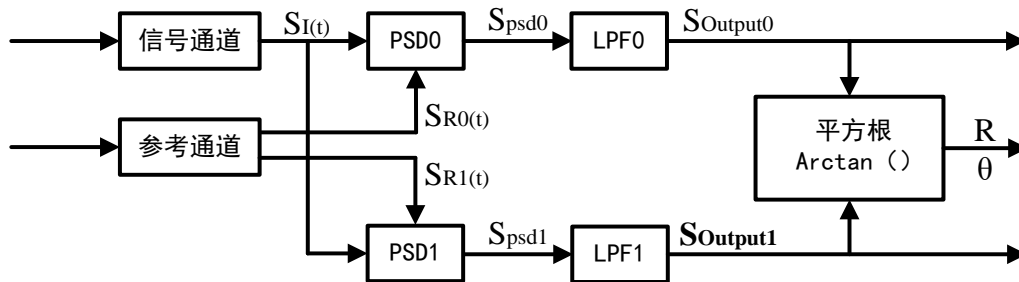 信号通道
SI(t)
PSD0
Spsd0
LPF0
SOutput0
SR0(t)
参考通道
SR1(t)
平方根
Arctan（）
R
θ
PSD1
Spsd1
LPF1
SOutput1